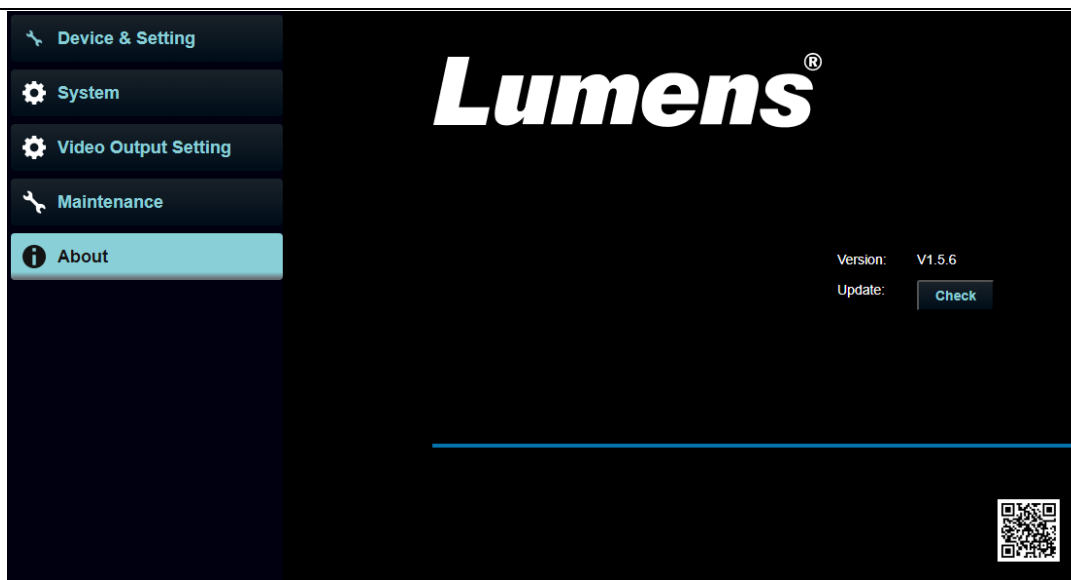 Device & Setting
System
Video Output Setting
Maintenance
About
Lumens®
Version: V1.5.6
Update: Check